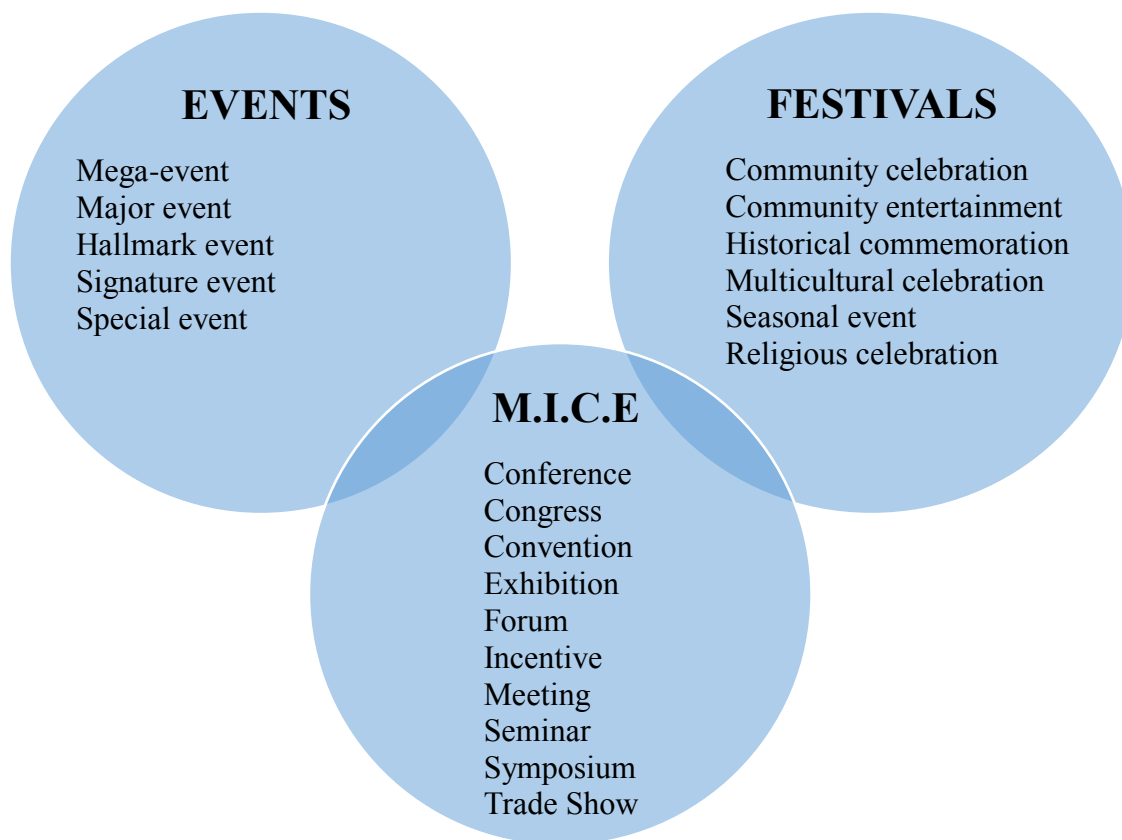 EVENTS
Mega-event
Major event
Hallmark event
Signature event
Special event
FESTIVALS
Community celebration
Community entertainment
Historical commemoration
Multicultural celebration
Seasonal event
Religious celebration
M.I.C.E
Conference
Congress
Convention
Exhibition
Forum
Incentive
Meeting
Seminar
Symposium
Trade Show